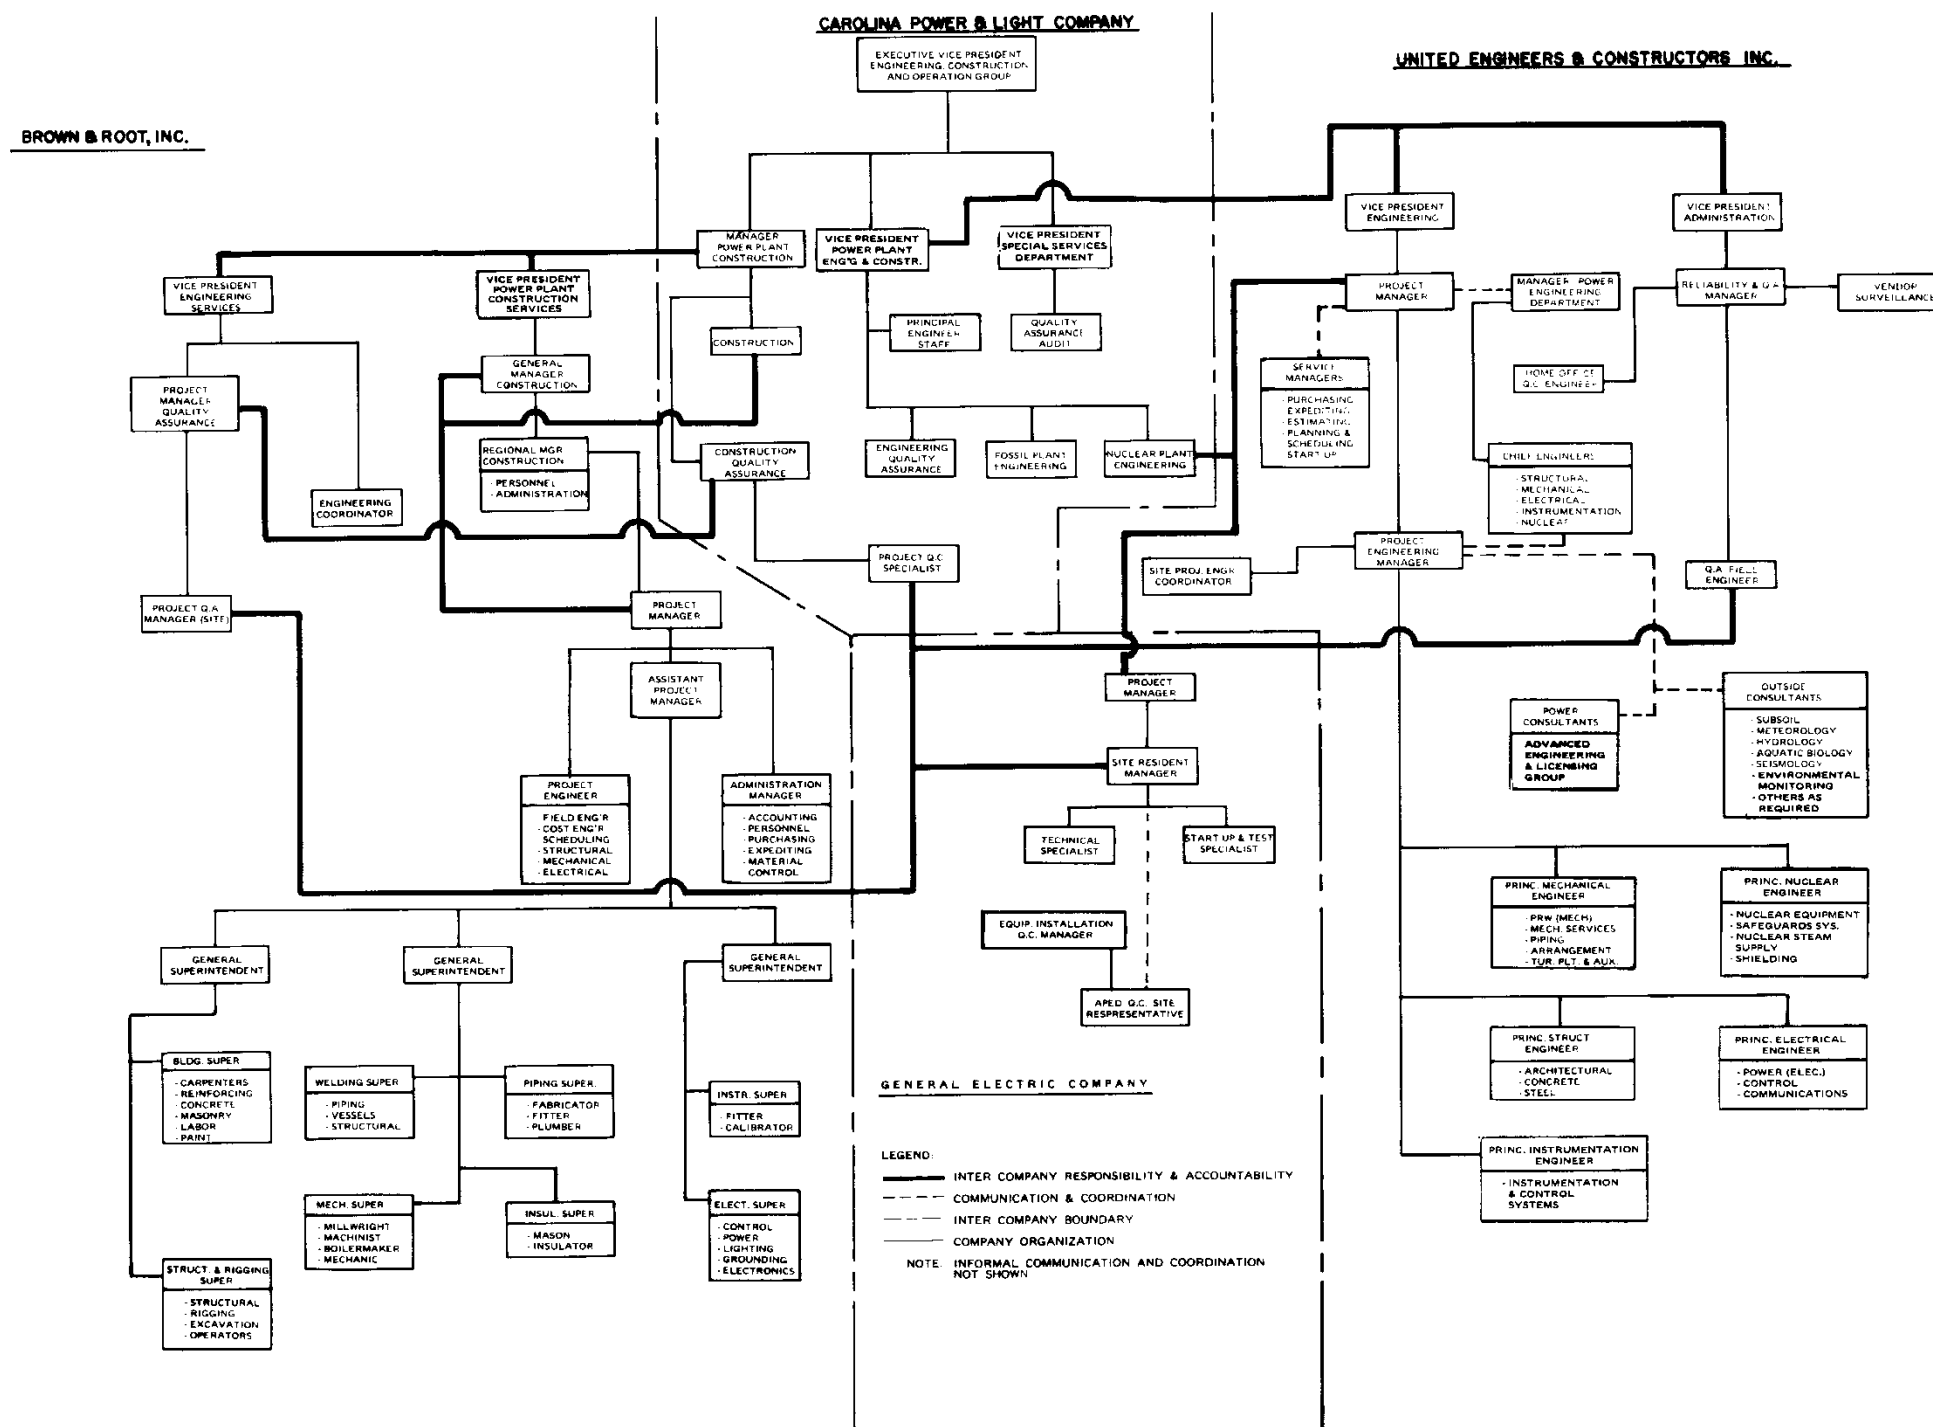 CAROLINA POWER & LIGHT COMPANY
EXECUTIVE VICE PRESIDENT
ENGINEERING, CONSTRUCTION
AND OPERATION GROUP
UNITED ENGINEERS & CONSTRUCTORS INC.
BROWN & ROOT, INC.
MANAGER
POWER PLANT
CONSTRUCTION
VICE PRESIDENT
POWER PLANT
ENG'G & CONSTR.
VICE PRESIDENT
SPECIAL SERVICES
DEPARTMENT
VICE PRESIDENT
ENGINEERING
VICE PRESIDENT
ADMINISTRATION
VICE PRESIDENT
ENGINEERING
SERVICES
VICE PRESIDENT
POWER PLANT
CONSTRUCTION
SERVICES
CONSTRUCTION
PRINCIPAL
ENGINEER
STAFF
QUALITY
ASSURANCE
AUDIT
PROJECT
MANAGER
MANAGER POWER
ENGINEERING
DEPARTMENT
RELIABILITY & Q.A.
MANAGER
VENDOR
SURVEILLANCE
GENERAL
MANAGER
CONSTRUCTION
SERVICE
MANAGERS
- PURCHASING
EXPEDITING
- ESTIMATING
- PLANNING &
SCHEDULING
START UP
HOME OFFICE
Q.C. ENGINEER
PROJECT
MANAGER
QUALITY
ASSURANCE
REGIONAL MGR
CONSTRUCTION
- PERSONNEL
- ADMINISTRATION
CONSTRUCTION
QUALITY
ASSURANCE
ENGINEERING
QUALITY
ASSURANCE
FOSSIL PLANT
ENGINEERING
NUCLEAR PLANT
ENGINEERING
CHIEF ENGINEERS
- STRUCTURAL
- MECHANICAL
- ELECTRICAL
- INSTRUMENTATION
- NUCLEAR
ENGINEERING
COORDINATOR
PROJECT Q.C.
SPECIALIST
SITE PROJ. ENGR.
COORDINATOR
PROJECT
ENGINEERING
MANAGER
Q.A. FIELD
ENGINEER
PROJECT Q.A.
MANAGER (SITE)
PROJECT
MANAGER
ASSISTANT
PROJECT
MANAGER
PROJECT
MANAGER
POWER
CONSULTANTS
ADVANCED
ENGINEERING
& LICENSING
GROUP
OUTSIDE
CONSULTANTS
- SUBSOIL
- METEOROLOGY
- HYDROLOGY
- AQUATIC BIOLOGY
- SEISMOLOGY
- ENVIRONMENTAL
MONITORING
- OTHERS AS
REQUIRED
SITE RESIDENT
MANAGER
PROJECT
ENGINEER
FIELD ENG'R
- COST ENG'R
SCHEDULING
- STRUCTURAL
- MECHANICAL
- ELECTRICAL
ADMINISTRATION
MANAGER
- ACCOUNTING
- PERSONNEL
- PURCHASING
- EXPEDITING
- MATERIAL
CONTROL
TECHNICAL
SPECIALIST
START UP & TEST
SPECIALIST
PRINC. MECHANICAL
ENGINEER
- PRW (MECH)
- MECH. SERVICES
- PIPING
- ARRANGEMENT
- TUR. PLT. & AUX.
PRINC. NUCLEAR
ENGINEER
- NUCLEAR EQUIPMENT
- SAFEGUARDS SYS.
- NUCLEAR STEAM
SUPPLY
- SHIELDING
EQUIP. INSTALLATION
Q.C. MANAGER
GENERAL
SUPERINTENDENT
GENERAL
SUPERINTENDENT
GENERAL
SUPERINTENDENT
APED Q.C. SITE
RESPRESENTATIVE
PRINC. STRUCT
ENGINEER
- ARCHITECTURAL
- CONCRETE
- STEEL
PRINC. ELECTRICAL
ENGINEER
- POWER (ELEC.)
- CONTROL
- COMMUNICATIONS
BLDG. SUPER
- CARPENTERS
- REINFORCING
- CONCRETE
- MASONRY
- LABOR
- PAINT
WELDING SUPER
- PIPING
- VESSELS
- STRUCTURAL
PIPING SUPER.
- FABRICATOR
- FITTER
- PLUMBER
INSTR. SUPER
- FITTER
- CALIBRATOR
GENERAL ELECTRIC COMPANY
PRINC. INSTRUMENTATION
ENGINEER
- INSTRUMENTATION
& CONTROL
SYSTEMS
MECH. SUPER
- MILLWRIGHT
- MACHINIST
- BOILERMAKER
- MECHANIC
INSUL. SUPER
- MASON
- INSULATOR
ELECT. SUPER
- CONTROL
- POWER
- LIGHTING
- GROUNDING
- ELECTRONICS
STRUCT. & RIGGING
SUPER
- STRUCTURAL
- RIGGING
- EXCAVATION
- OPERATORS
LEGEND:
INTER COMPANY RESPONSIBILITY & ACCOUNTABILITY
COMMUNICATION & COORDINATION
INTER COMPANY BOUNDARY
COMPANY ORGANIZATION
NOTE: INFORMAL COMMUNICATION AND COORDINATION
NOT SHOWN